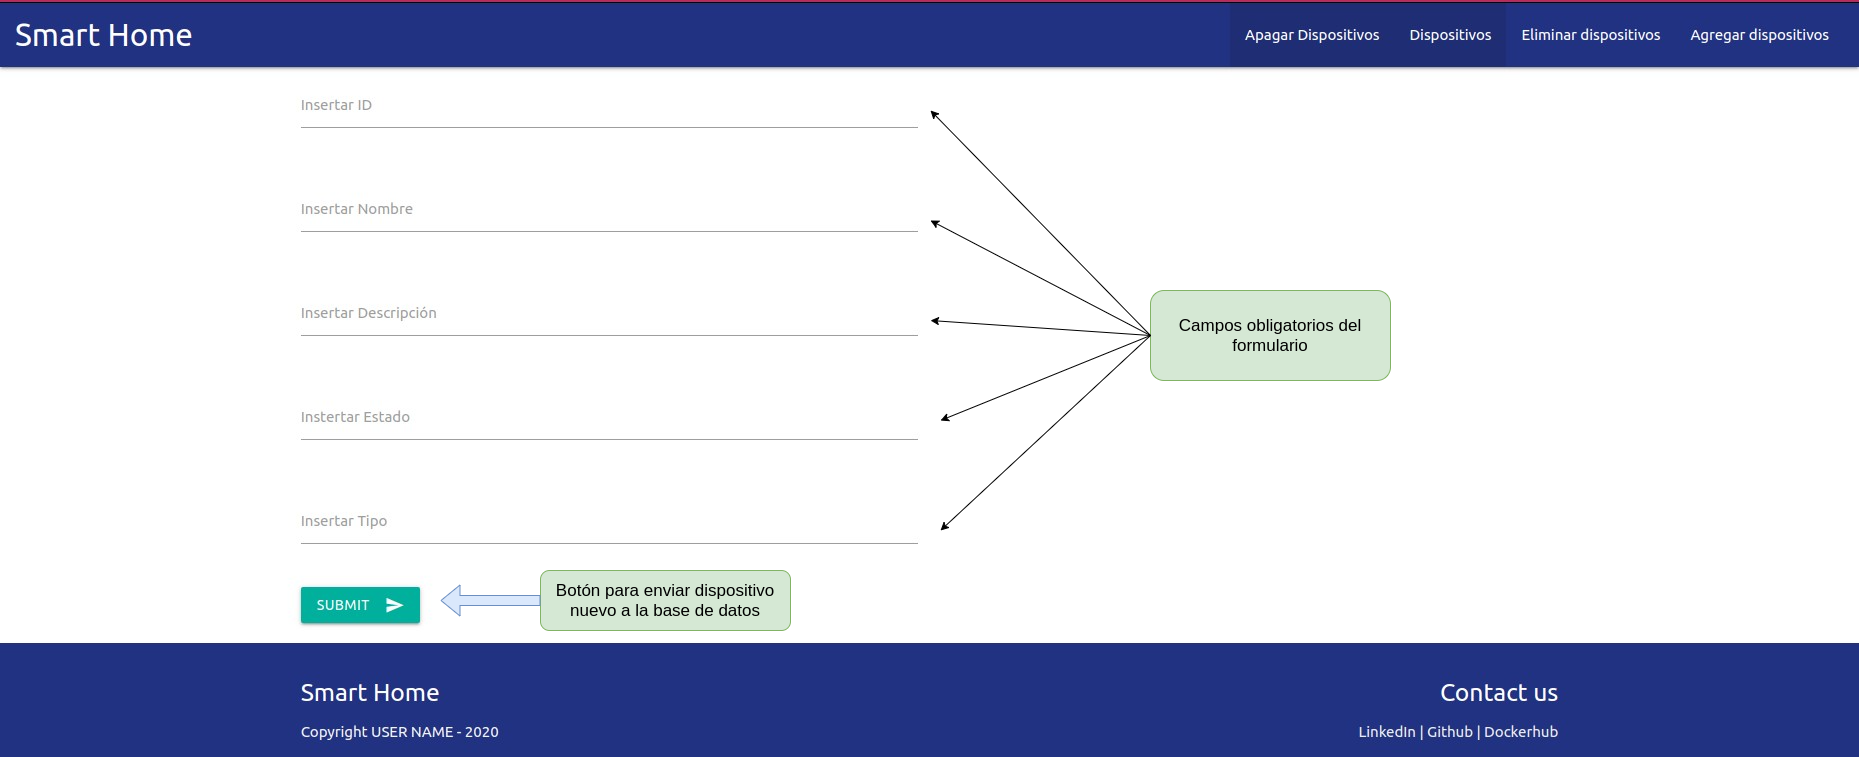 Smart Home
Apagar Dispositivos
Dispositivos
Eliminar dispositivos
Agregar dispositivos
Insertar ID
Insertar Nombre
Insertar Descripción
Instertar Estado
Insertar Tipo
Campos obligatorios del
formulario
SUBMIT
Botón para enviar dispositivo
nuevo a la base de datos
Smart Home
Copyright USER NAME - 2020
Contact us
LinkedIn | Github | Dockerhub